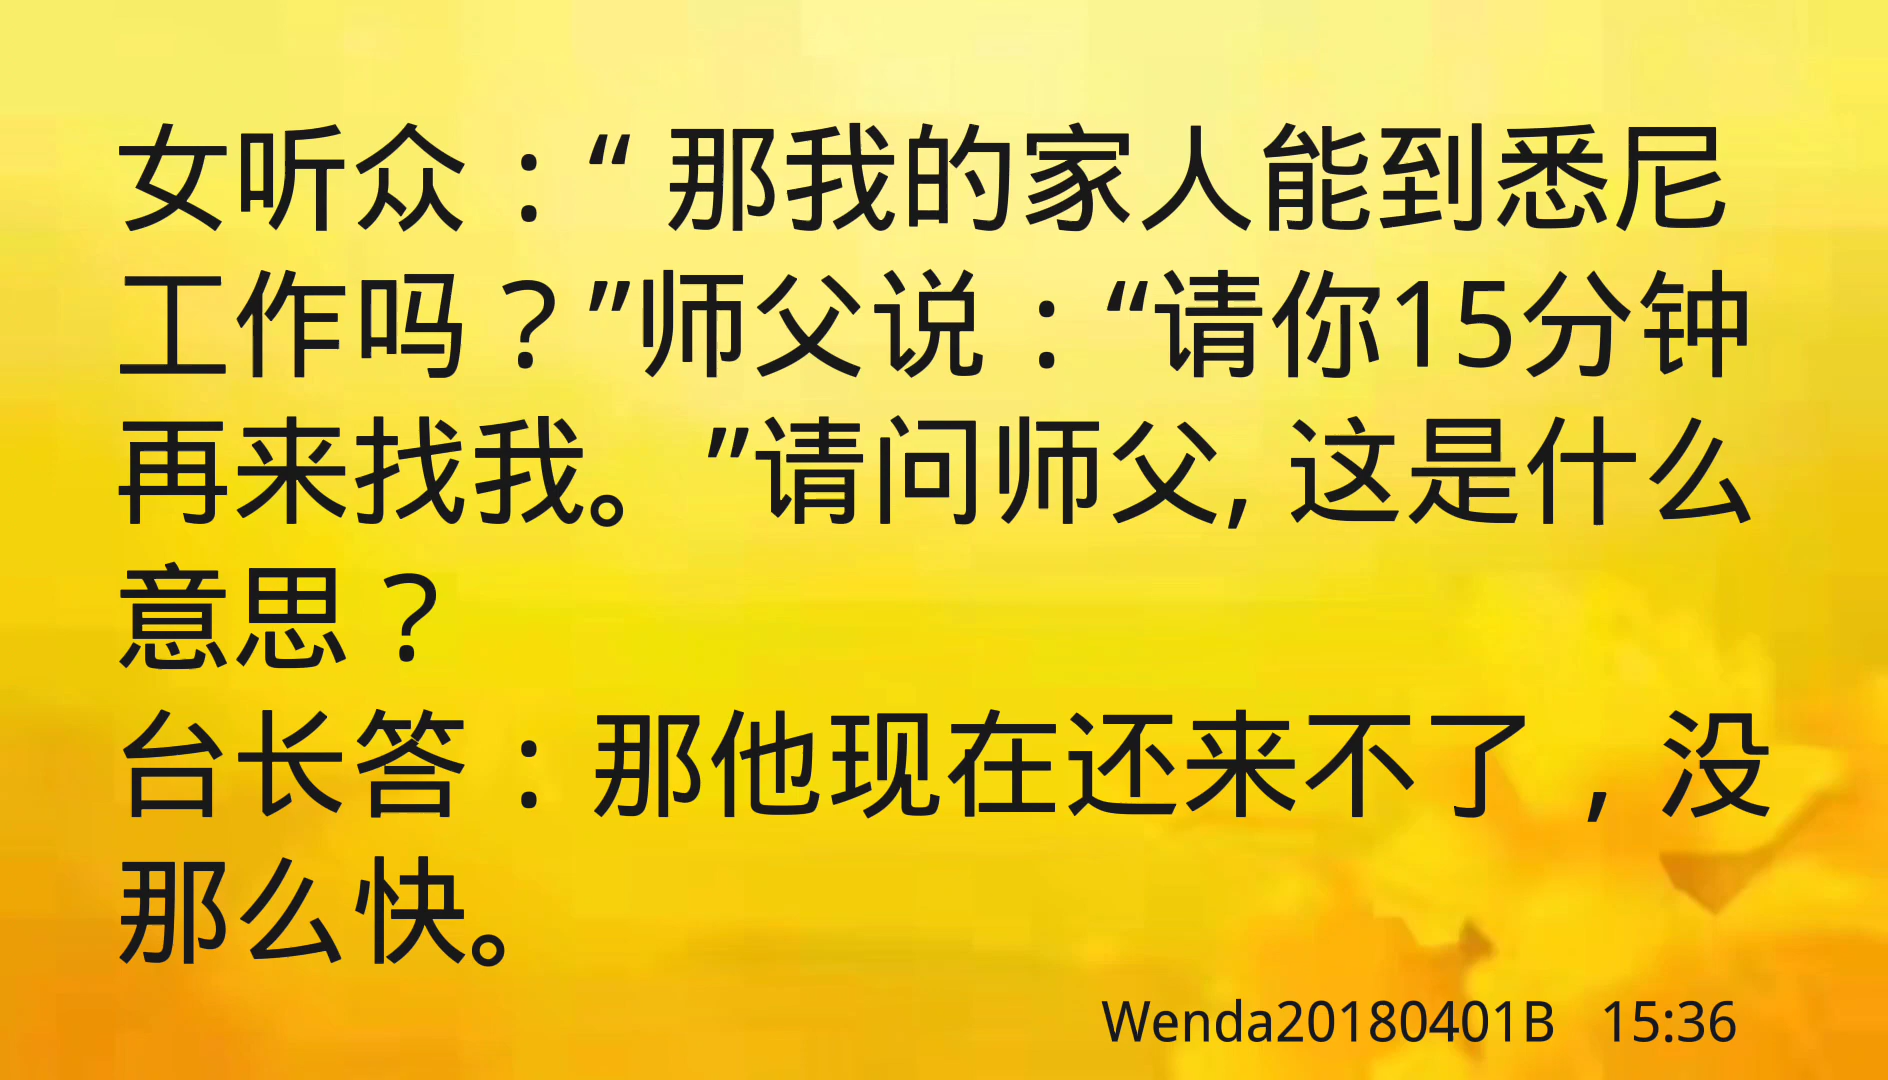 女听众：“ 那我的家人能到悉尼
工作吗？”师父说：“请你15分钟
再来找我。 ”请问师父, 这是什么
意思？
台长答：那他现在还来不了，没
那么快。
Wenda20180401B 15:36